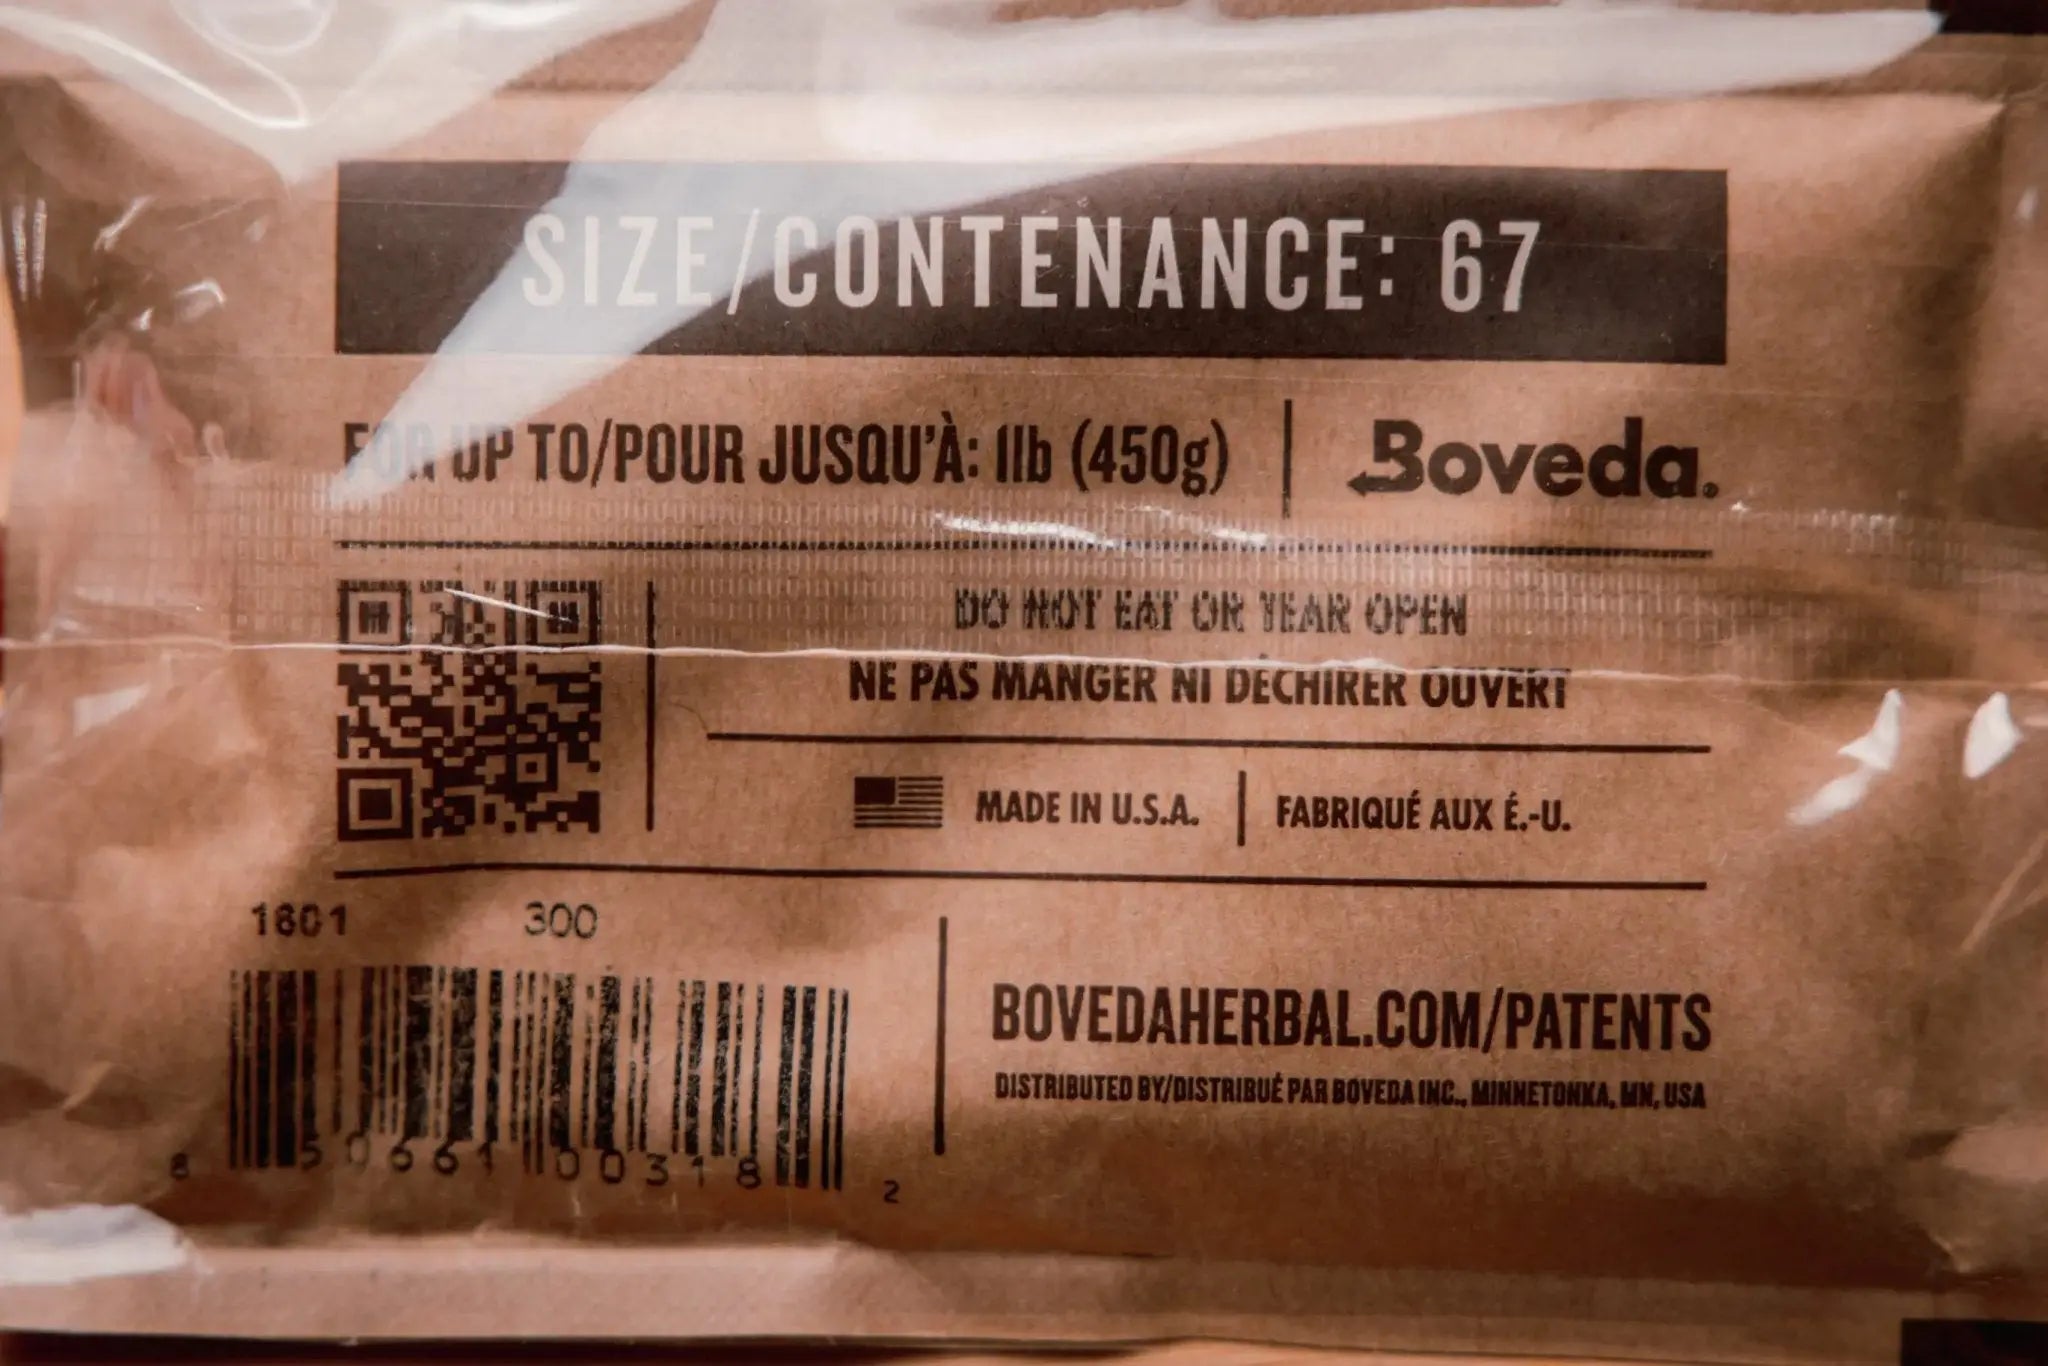 SIZE/CONTENANCE: 67
FOR UP TO/POUR JUSQU'À: 1lb (450g)
Boveda.
DO NOT EAT OR TEAR OPEN
NE PAS MANGER NI DÉCHIRER OUVERT
MADE IN U.S.A.
FABRIQUÉ AUX É.-U.
1601 300
8 50661 00318 2
BOVEDAHERBAL.COM/PATENTS
DISTRIBUTED BY/DISTRIBUÉ PAR BOVEDA INC., MINNETONKA, MN, USA